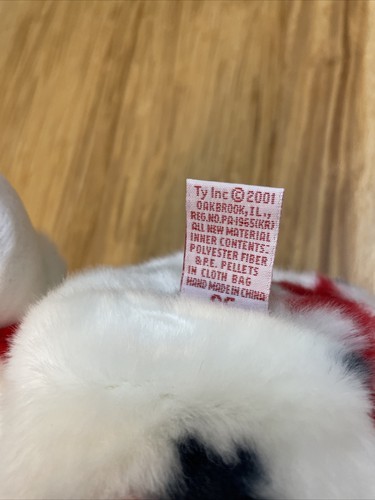 Ty Inc © 2001
OAKBROOK, IL.,
REG.NO.PA-1965(KR)
ALL NEW MATERIAL
INNER CONTENTS:
POLYESTER FIBER
& P.E. PELLETS
IN CLOTH BAG
HAND MADE IN CHINA